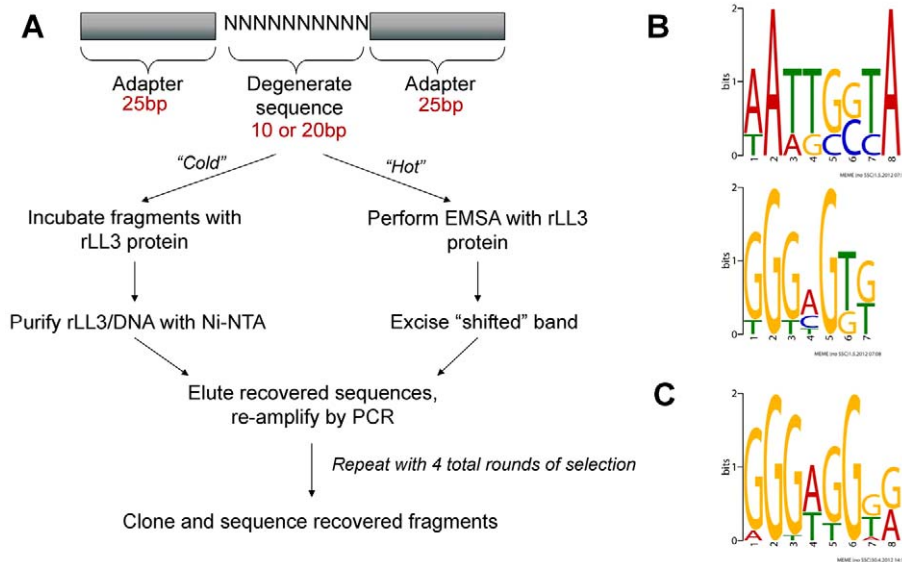 A
NNNNNNNNNN
Adapter
25bp
Degenerate
sequence
10 or 20bp
Adapter
25bp
"Cold"
"Hot"
Incubate fragments with
rLL3 protein
Perform EMSA with rLL3
protein
Purify rLL3/DNA with Ni-NTA
Excise "shifted" band
Elute recovered sequences,
re-amplify by PCR
Repeat with 4 total rounds of selection
Clone and sequence recovered fragments
B
2
1
0
bits
A A T T G G T A
T A G C C C
1 2 3 4 5 6 7 8
2
1
0
bits
G G G A G T G
T T C G T
1 2 3 4 5 6 7
C
2
1
0
bits
G G G A G G G G
A T T T A
1 2 3 4 5 6 7 8